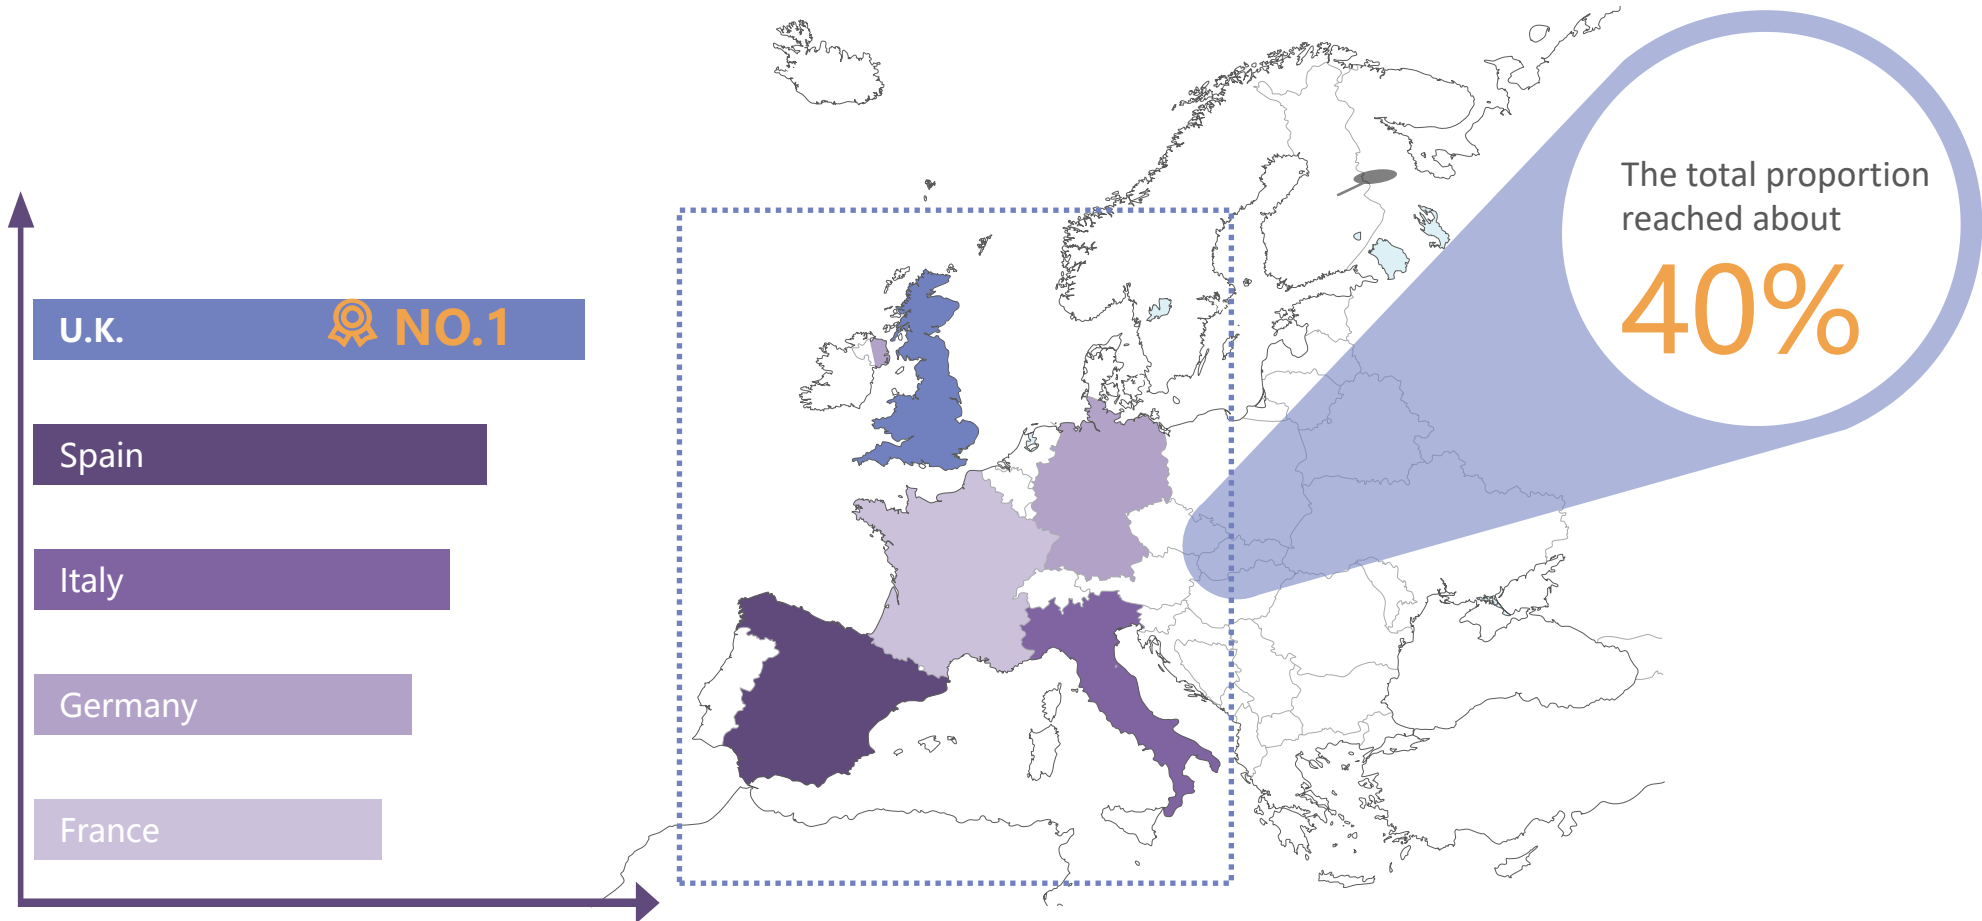 U.K.
NO.1
Spain
Italy
Germany
France
The total proportion
reached about
40%